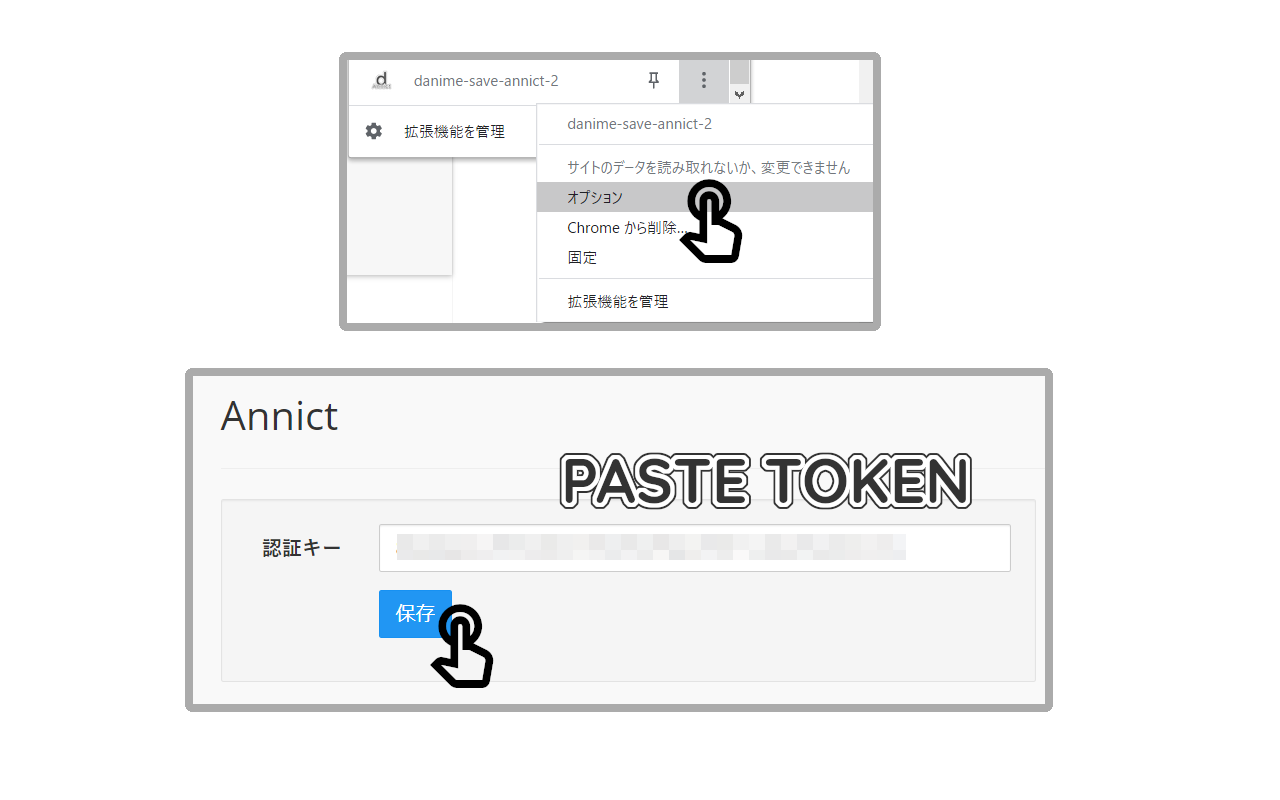 danime-save-annict-2
拡張機能を管理
danime-save-annict-2
サイトのデータを読み取れないか、変更できません
オプション
Chrome から削除...
固定
拡張機能を管理
Annict
PASTE TOKEN
認証キー
保存